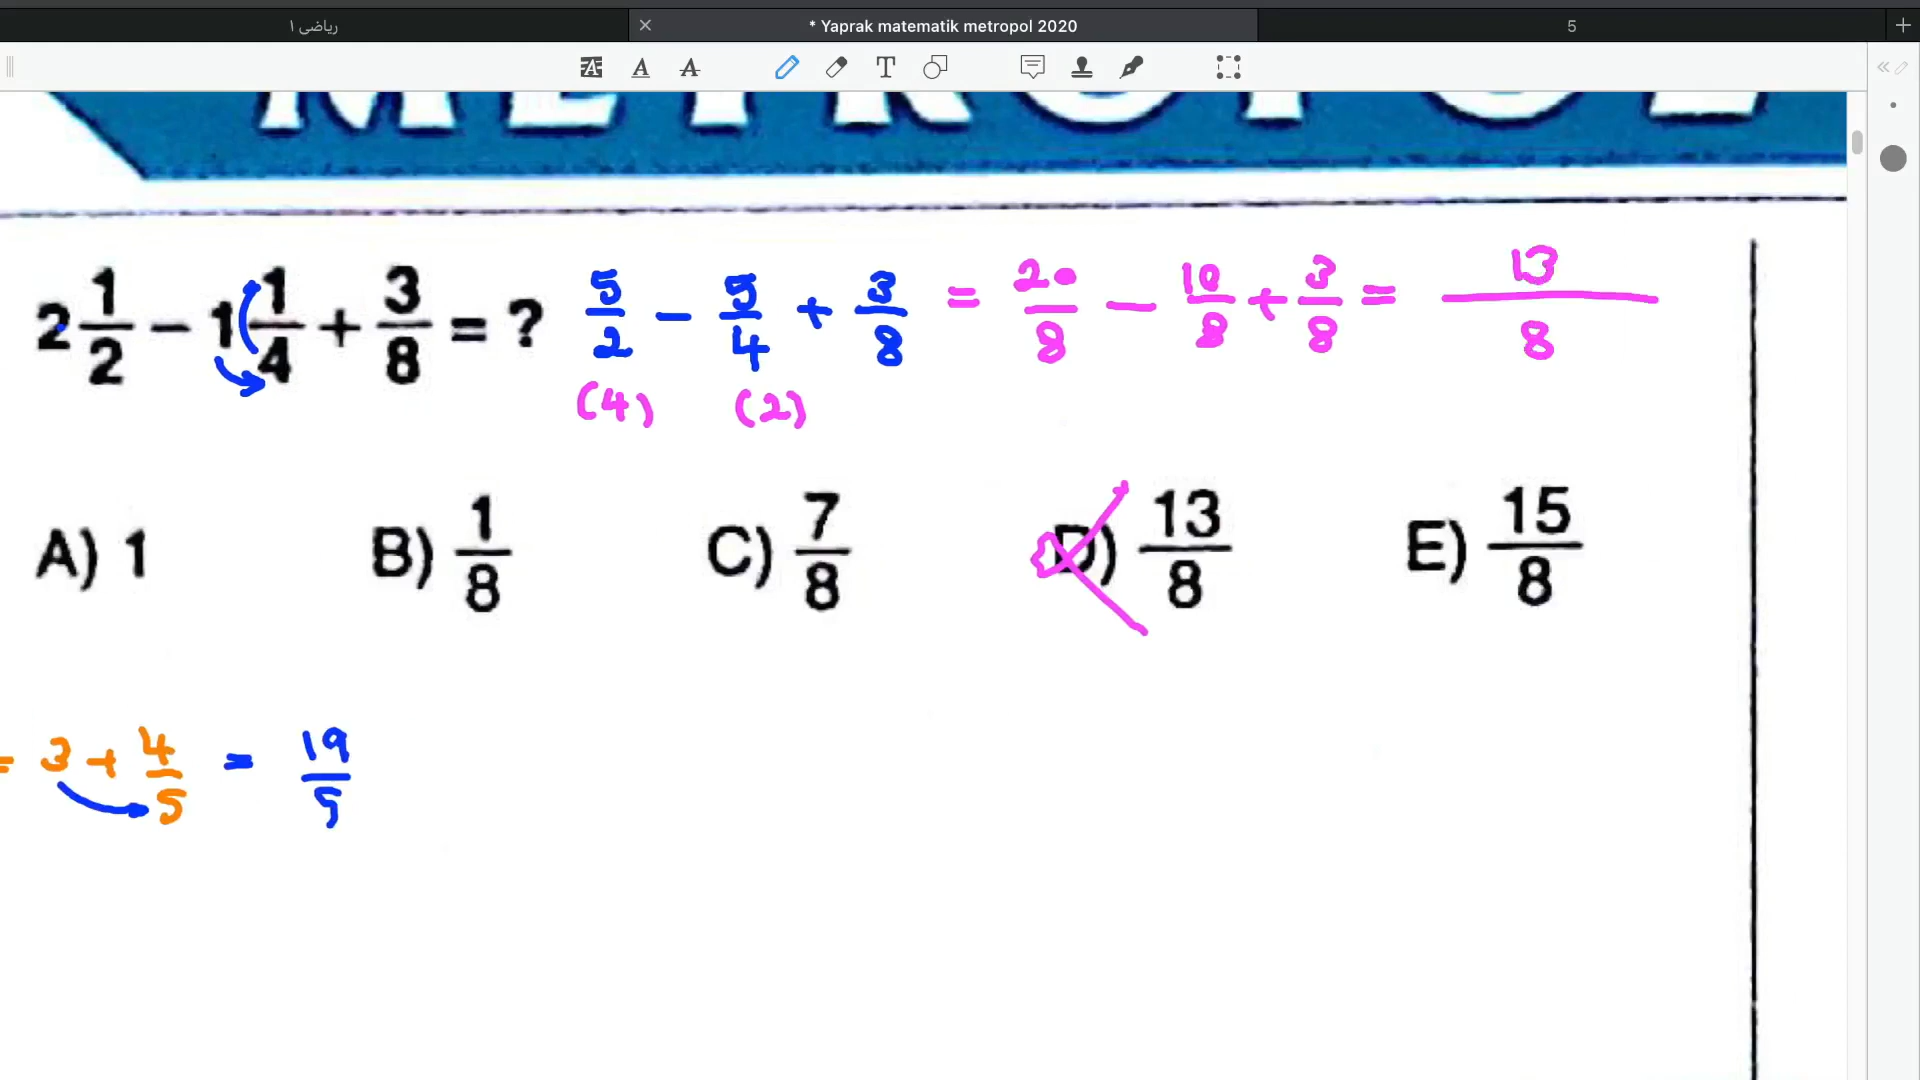 ریاضی ۱
* Yaprak matematik metropol 2020
5
METROPOL
2 1/2 − 1 1/4 + 3/8 = ? 5/2 − 5/4 + 3/8 = 20/8 − 10/8 + 3/8 = 13/8
(4) (2)
A) 1 B) 1/8 C) 7/8 D) 13/8 E) 15/8
= 3 + 4/5 = 19/5